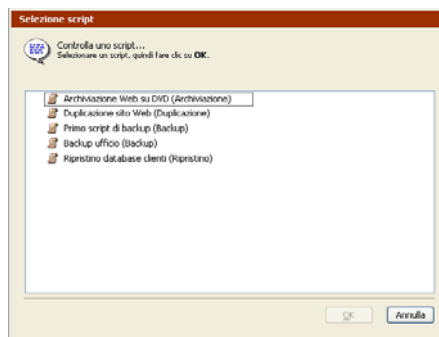 Selezione script
Controlla uno script...
Selezionare un script, quindi fare clic su OK.
Archiviazione Web su DVD (Archiviazione)
Duplicazione sito Web (Duplicazione)
Primo script di backup (Backup)
Backup ufficio (Backup)
Ripristino database clienti (Ripristino)
OK
Annulla